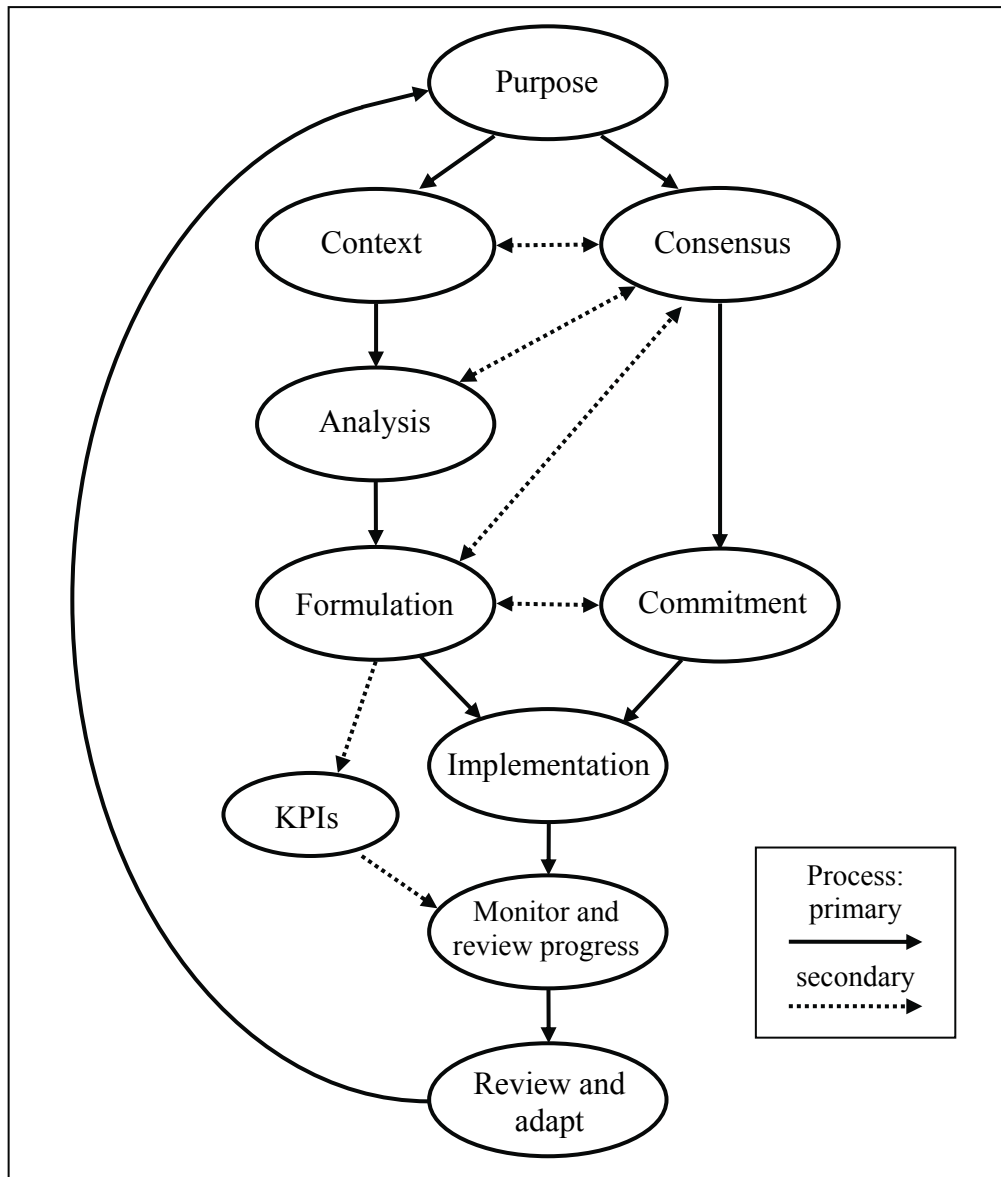 Purpose
Context
Consensus
Analysis
Formulation
Commitment
Implementation
KPIs
Monitor and
review progress
Review and
adapt
Process:
primary
secondary